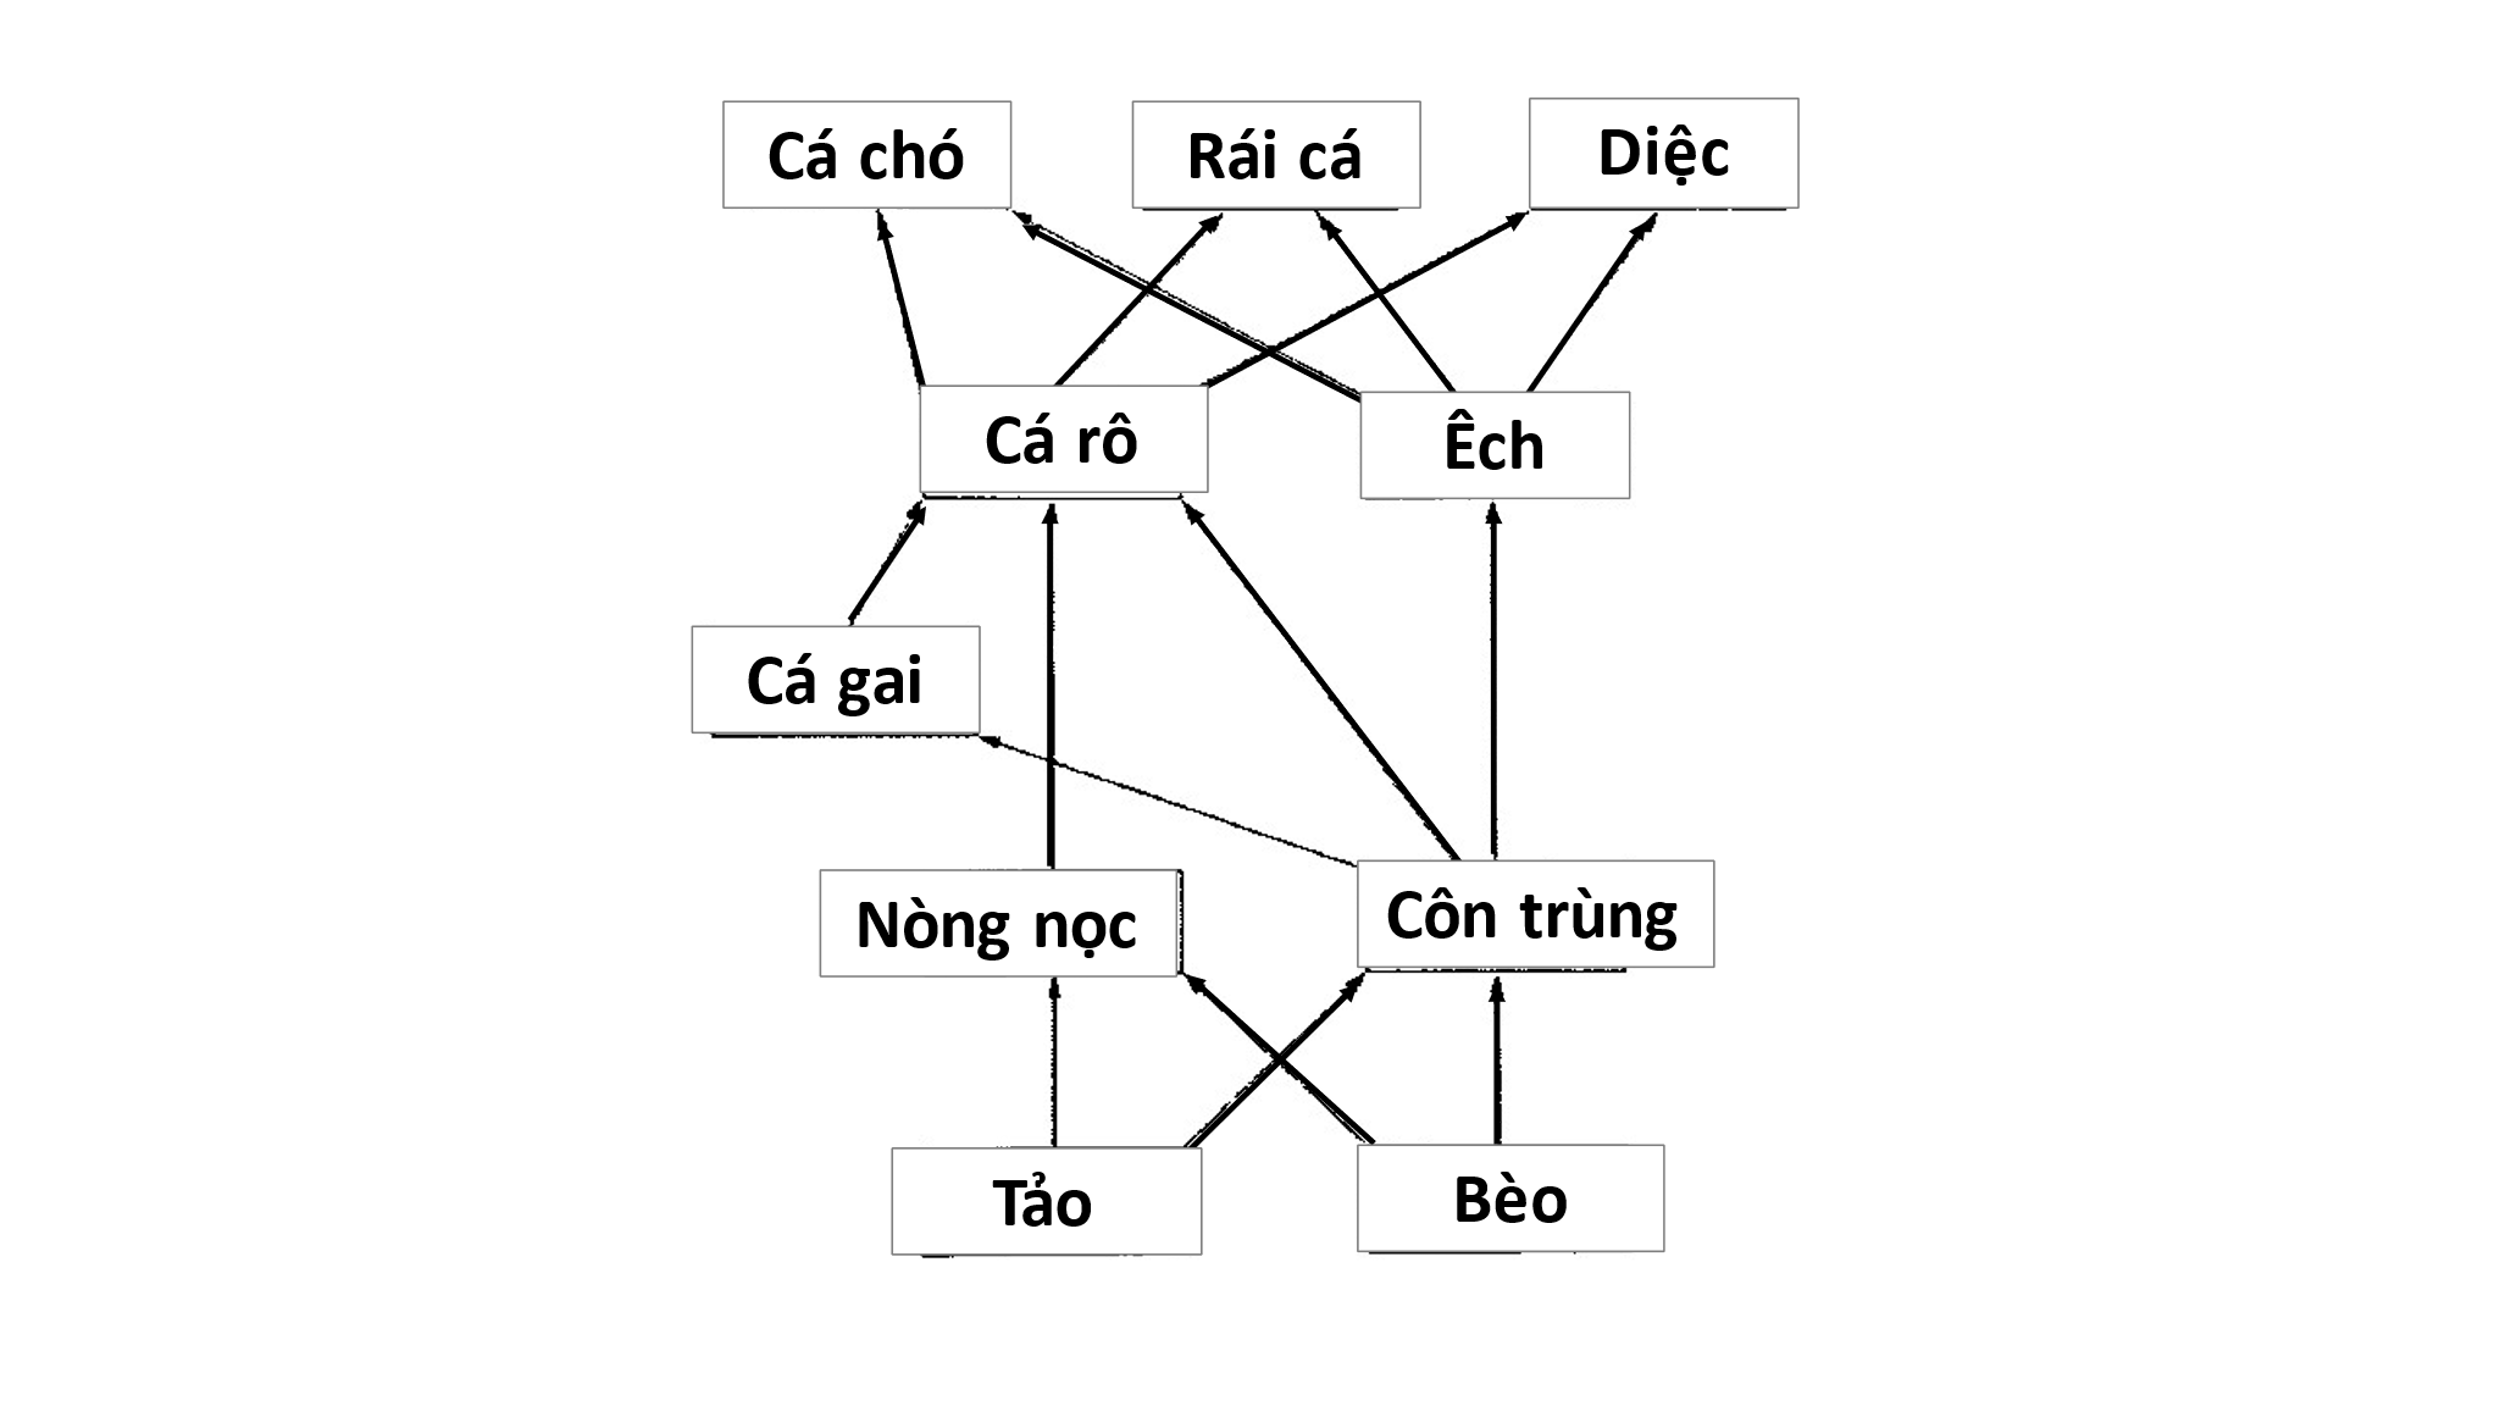 Cá chó
Rái cá
Diệc
Cá rô
Êch
Cá gai
Nòng nọc
Côn trùng
Tảo
Bèo